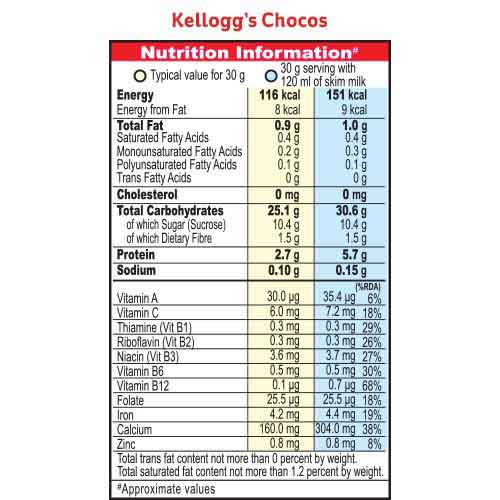 Kellogg's Chocos
Nutrition Information#
Typical value for 30 g 30 g serving with
120 ml of skim milk
Energy 116 kcal 151 kcal
Energy from Fat 8 kcal 9 kcal
Total Fat 0.9 g 1.0 g
Saturated Fatty Acids 0.4 g 0.4 g
Monounsaturated Fatty Acids 0.2 g 0.3 g
Polyunsaturated Fatty Acids 0.1 g 0.1 g
Trans Fatty Acids 0 g 0 g
Cholesterol 0 mg 0 mg
Total Carbohydrates 25.1 g 30.6 g
of which Sugar (Sucrose) 10.4 g 10.4 g
of which Dietary Fibre 1.5 g 1.5 g
Protein 2.7 g 5.7 g
Sodium 0.10 g 0.15 g
(%RDA)
Vitamin A 30.0 µg 35.4 µg 6%
Vitamin C 6.0 mg 7.2 mg 18%
Thiamine (Vit B1) 0.3 mg 0.3 mg 29%
Riboflavin (Vit B2) 0.3 mg 0.3 mg 26%
Niacin (Vit B3) 3.6 mg 3.7 mg 27%
Vitamin B6 0.5 mg 0.5 mg 30%
Vitamin B12 0.1 µg 0.7 µg 68%
Folate 25.5 µg 25.5 µg 18%
Iron 4.2 mg 4.4 mg 19%
Calcium 160.0 mg 304.0 mg 38%
Zinc 0.8 mg 0.8 mg 8%
Total trans fat content not more than 0 percent by weight.
Total saturated fat content not more than 1.2 percent by weight.
#Approximate values